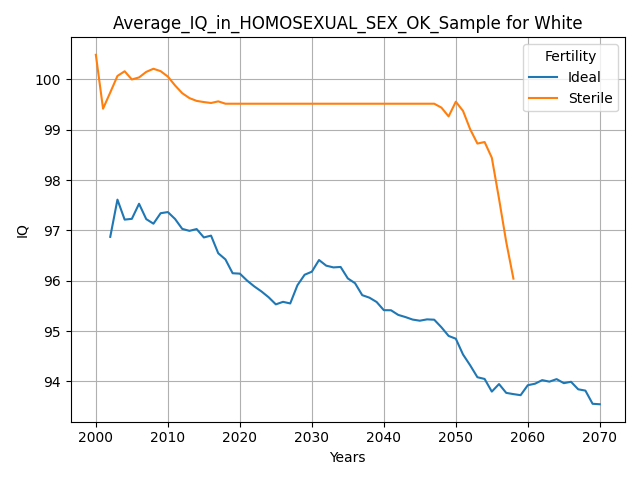 Average_IQ_in_HOMOSEXUAL_SEX_OK_Sample for White
Fertility
Ideal
Sterile
100
99
98
97
96
95
94
IQ
2000 2010 2020 2030 2040 2050 2060 2070
Years